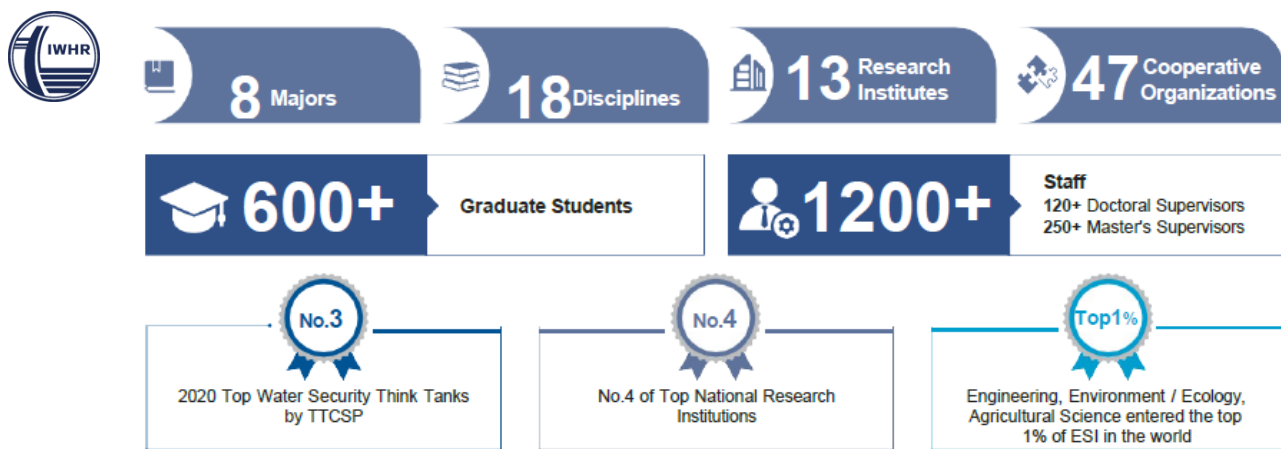 IWHR
8 Majors
18 Disciplines
13 Research
Institutes
47 Cooperative
Organizations
600+
Graduate Students
1200+
Staff
120+ Doctoral Supervisors
250+ Master's Supervisors
No.3
2020 Top Water Security Think Tanks
by TTCSP
No.4
No.4 of Top National Research
Institutions
Top1%
Engineering, Environment / Ecology,
Agricultural Science entered the top
1% of ESI in the world